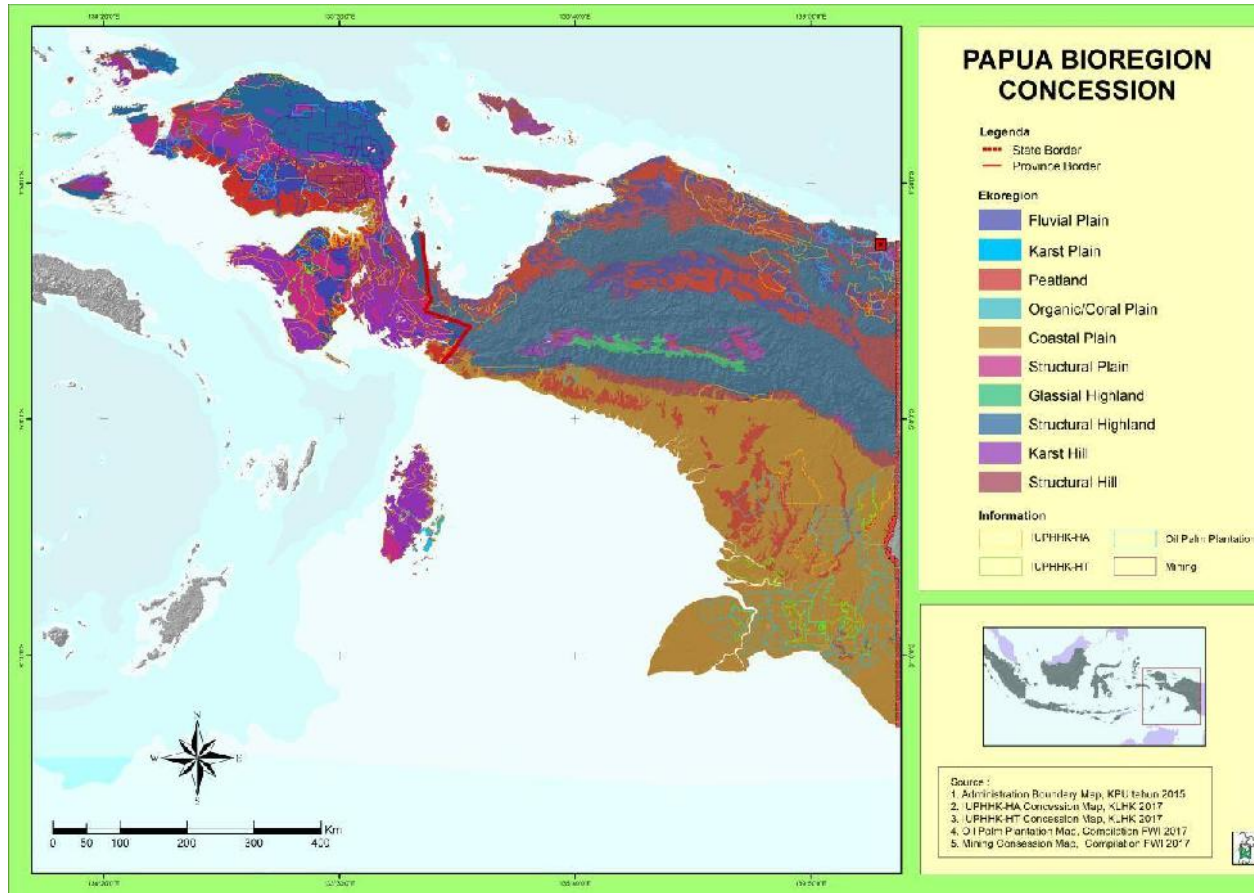 PAPUA BIOREGION
CONCESSION
Legenda
State Border
Province Border
Ekoregion
Fluvial Plain
Karst Plain
Peatland
Organic/Coral Plain
Coastal Plain
Structural Plain
Glassial Highland
Structural Highland
Karst Hill
Structural Hill
Information
IUPHHK-HA
Oil Palm Plantation
IUPHHK-HT
Mining
N
W
E
S
Km
0 50 100 200 300 400
Source :
1. Administration Boundary Map, KPU tahun 2015
2. IUPHHK-HA Concession Map, KLHK 2017
3. IUPHHK-HT Concession Map, KLHK 2017
4. Oil Palm Plantation Map, Compilation FWI 2017
5. Mining Consession Map, Compilation FWI 2017